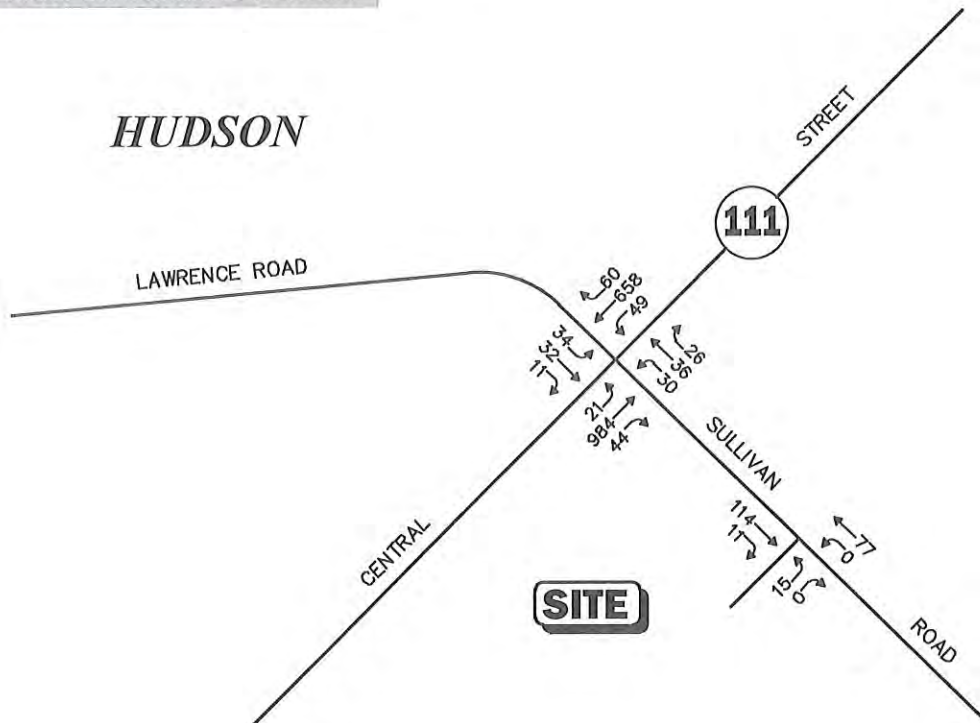 HUDSON
STREET
111
LAWRENCE ROAD
60
658
49
34
32
11
26
36
30
21
984
44
SULLIVAN
CENTRAL
114
11
77
0
15
0
SITE
ROAD